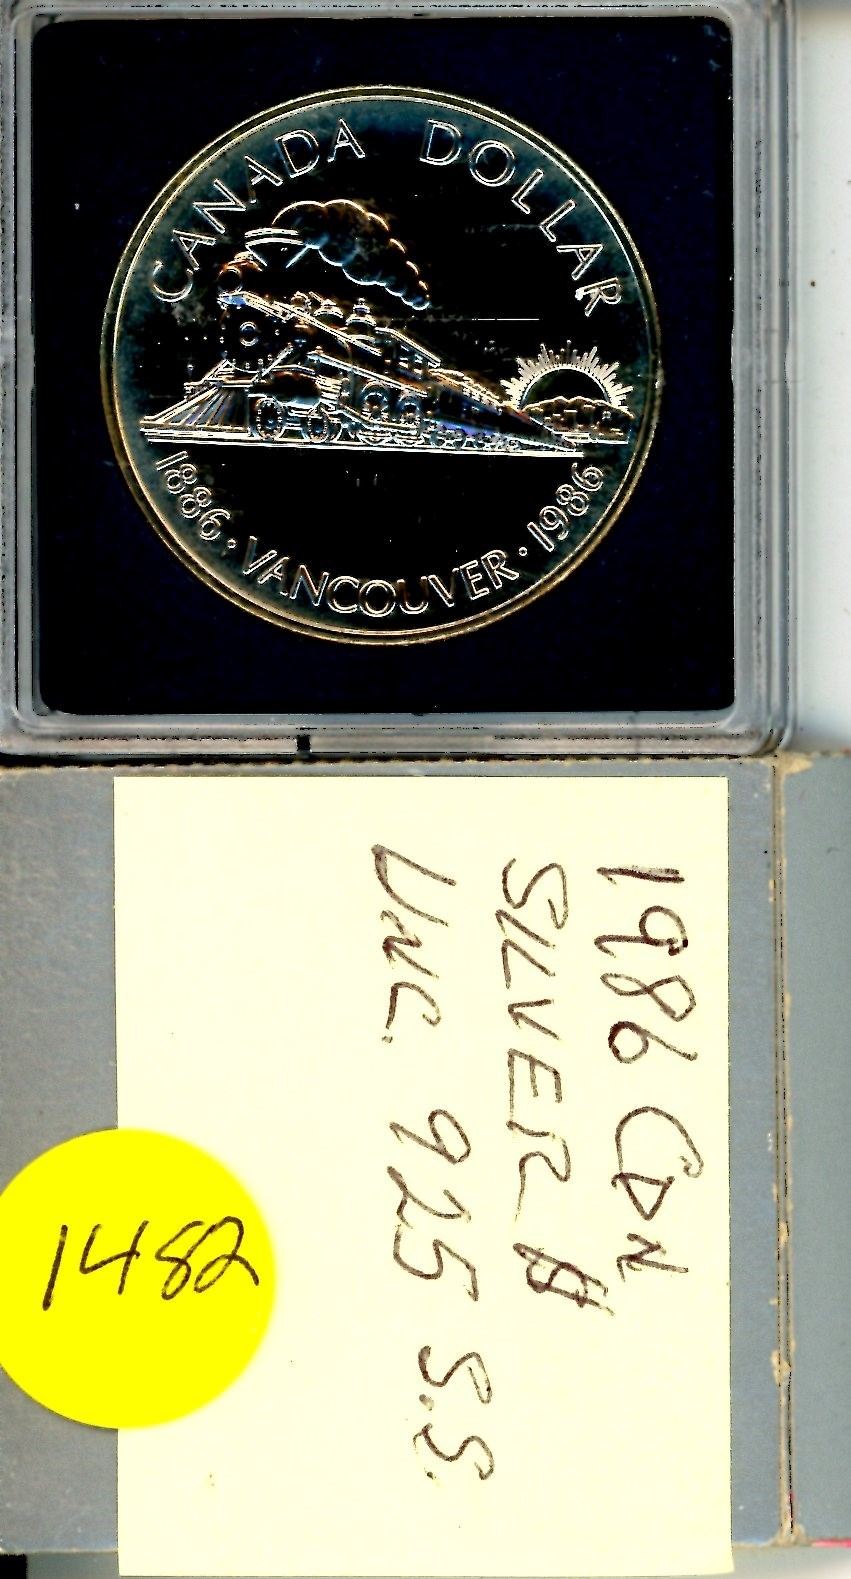 CANADA DOLLAR
1886 · VANCOUVER · 1986
1986 CDN
SILVER $
UNC. 925 S.S.
1482